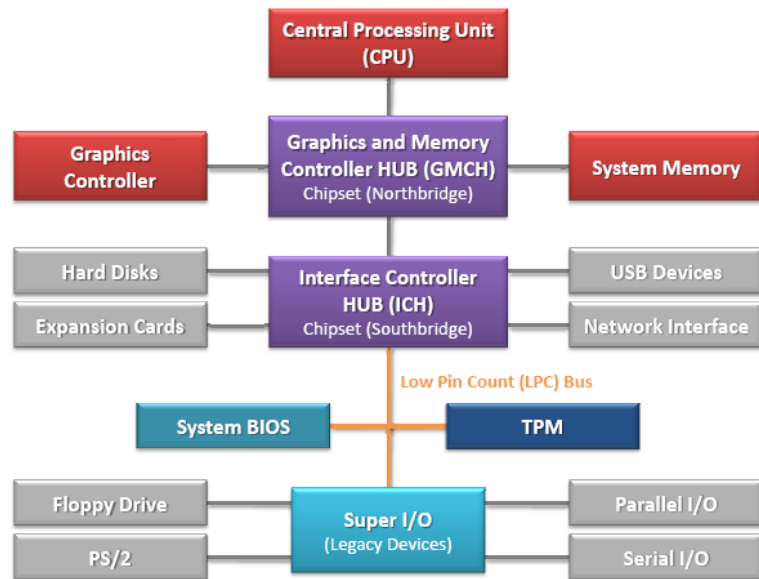 Central Processing Unit
(CPU)
Graphics
Controller
Graphics and Memory
Controller HUB (GMCH)
Chipset (Northbridge)
System Memory
Hard Disks
Expansion Cards
Interface Controller
HUB (ICH)
Chipset (Southbridge)
USB Devices
Network Interface
Low Pin Count (LPC) Bus
System BIOS
TPM
Floppy Drive
PS/2
Super I/O
(Legacy Devices)
Parallel I/O
Serial I/O